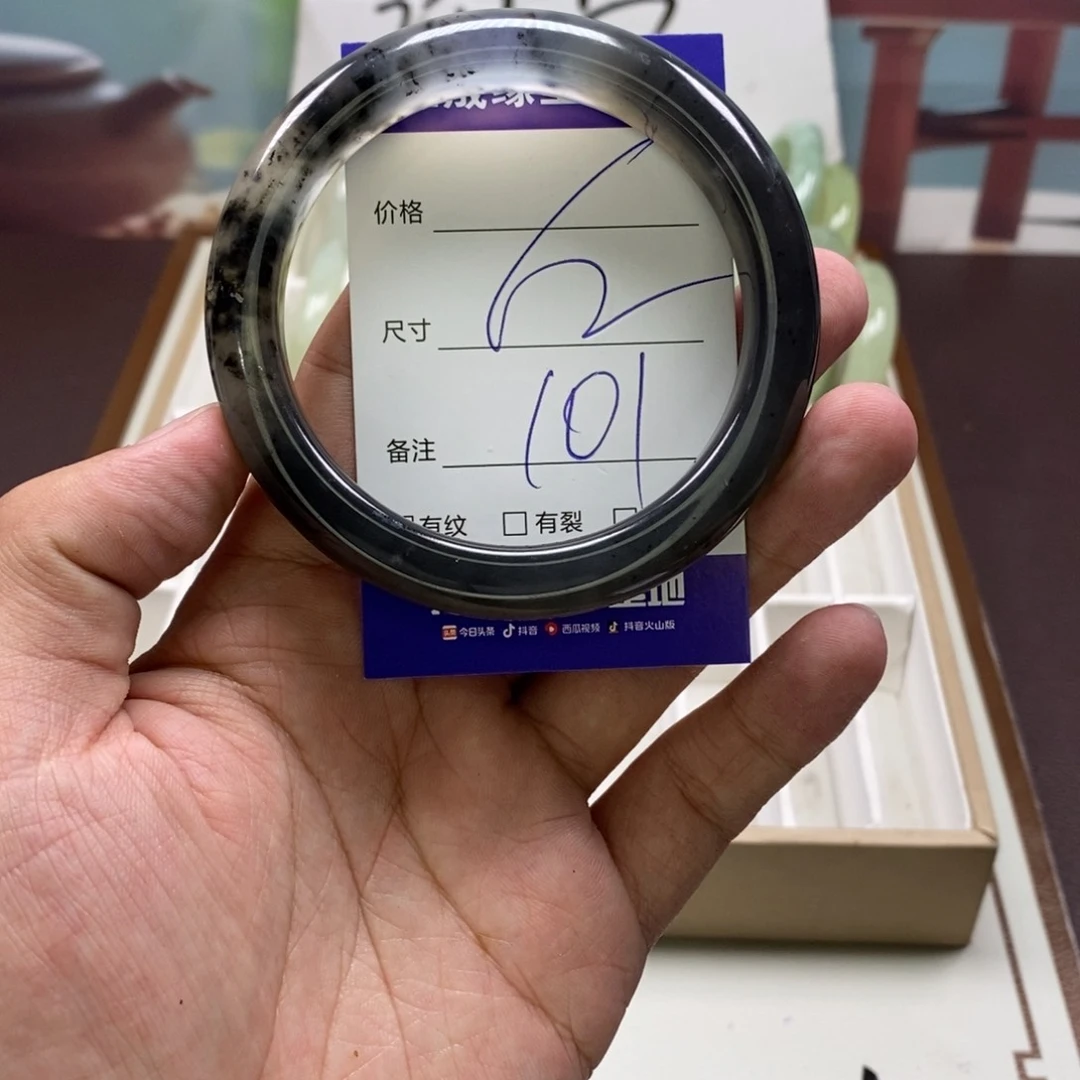 价格
尺寸 62
备注 101
有纹 □有裂 □
今日头条 抖音 西瓜视频 抖音火山版